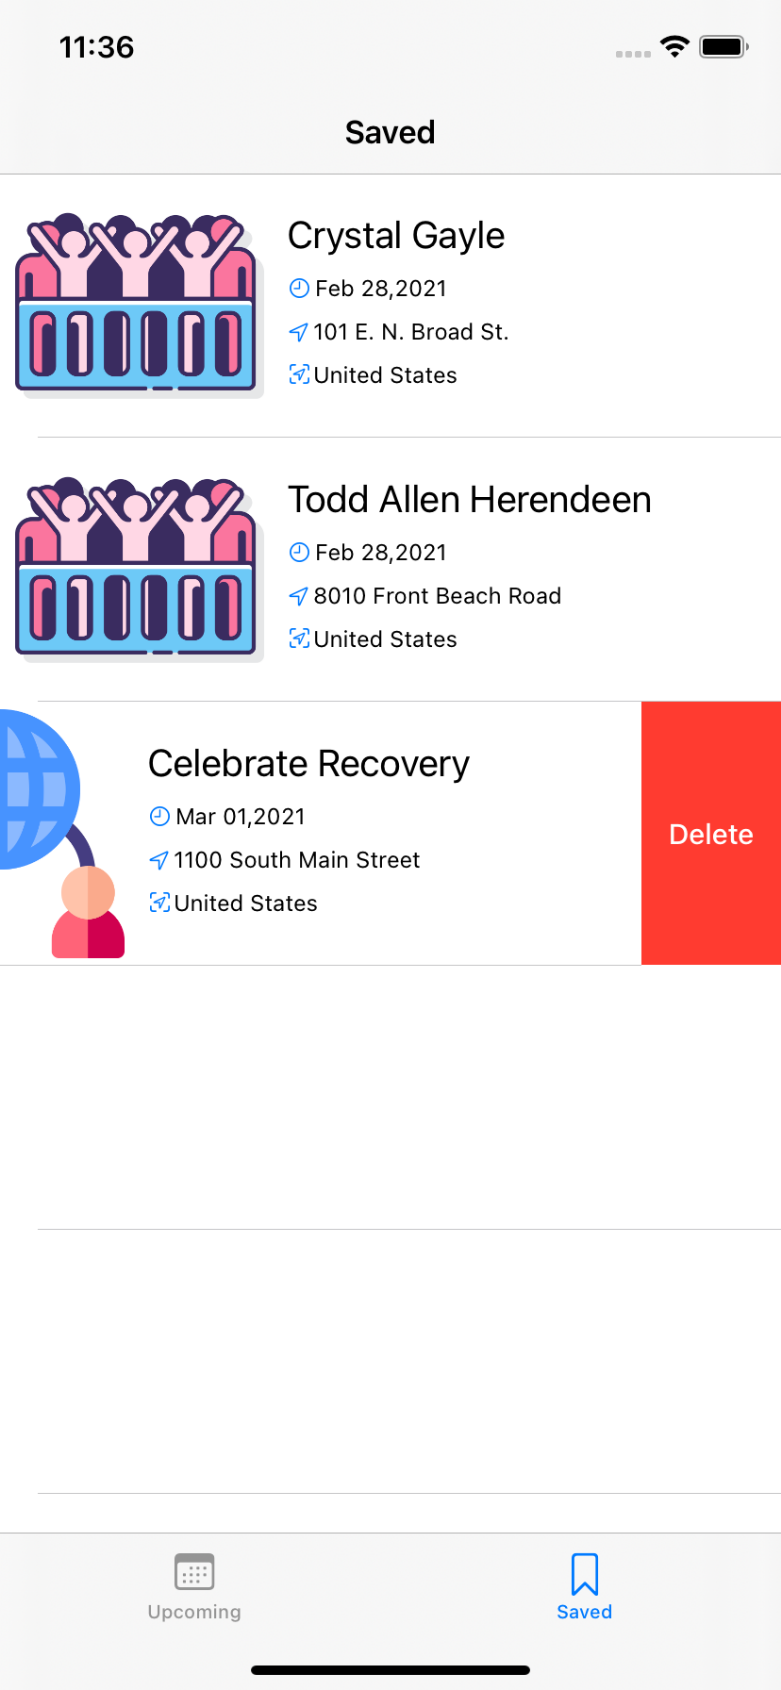 11:36
Saved
Crystal Gayle
Feb 28,2021
101 E. N. Broad St.
United States
Todd Allen Herendeen
Feb 28,2021
8010 Front Beach Road
United States
Celebrate Recovery
Mar 01,2021
1100 South Main Street
United States
Delete
Upcoming
Saved